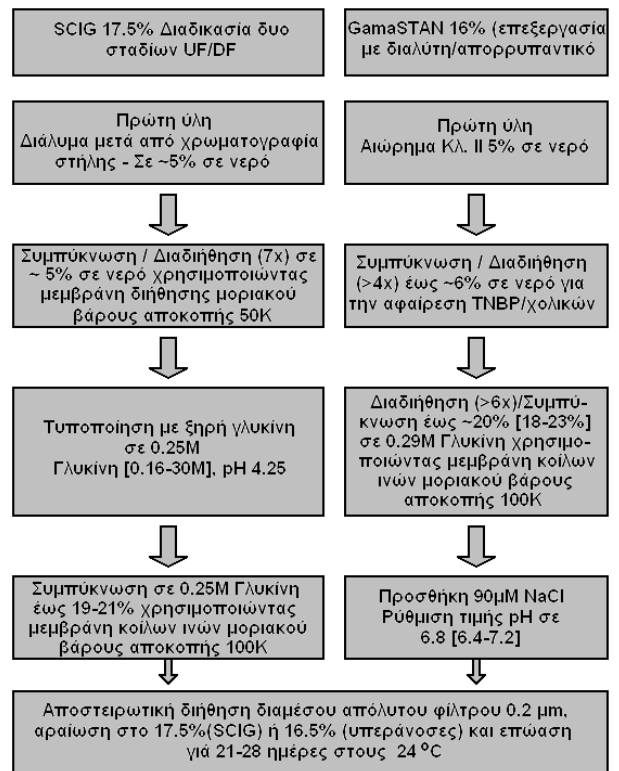 SCIG 17.5% Διαδικασία δυο
σταδίων UF/DF
GamaSTAN 16% (επεξεργασία
με διαλύτη/απορρυπαντικό
Πρώτη ύλη
Διάλυμα μετά από χρωματογραφία
στήλης - Σε ~5% σε νερό
Πρώτη ύλη
Αιώρημα Κλ. ΙΙ 5% σε νερό
Συμπύκνωση / Διαδιήθηση (7x) σε
~ 5% σε νερό χρησιμοποιώντας
μεμβράνη διήθησης μοριακού
βάρους αποκοπής 50K
Συμπύκνωση / Διαδιήθηση
(>4x) έως ~6% σε νερό για
την αφαίρεση TNBP/χολικών
Τυποποίηση με ξηρή γλυκίνη
σε 0.25M
Γλυκίνη [0.16-30M], pH 4.25
Διαδιήθηση (>6x)/Συμπύ-
κνωση έως ~20% [18-23%]
σε 0.29M Γλυκίνη χρησιμο-
ποιώντας μεμβράνη κοίλων
ινών μοριακού βάρους
αποκοπής 100K
Συμπύκνωση σε 0.25M Γλυκίνη
έως 19-21% χρησιμοποιώντας
μεμβράνη κοίλων ινών μοριακού
βάρους αποκοπής 100K
Προσθήκη 90μM NaCl
Ρύθμιση τιμής pH σε
6.8 [6.4-7.2]
Αποστειρωτική διήθηση διαμέσου απόλυτου φίλτρου 0.2 μm,
αραίωση στο 17.5%(SCIG) ή 16.5% (υπεράνοσες) και επώαση
γιά 21-28 ημέρες στους 24 ºC